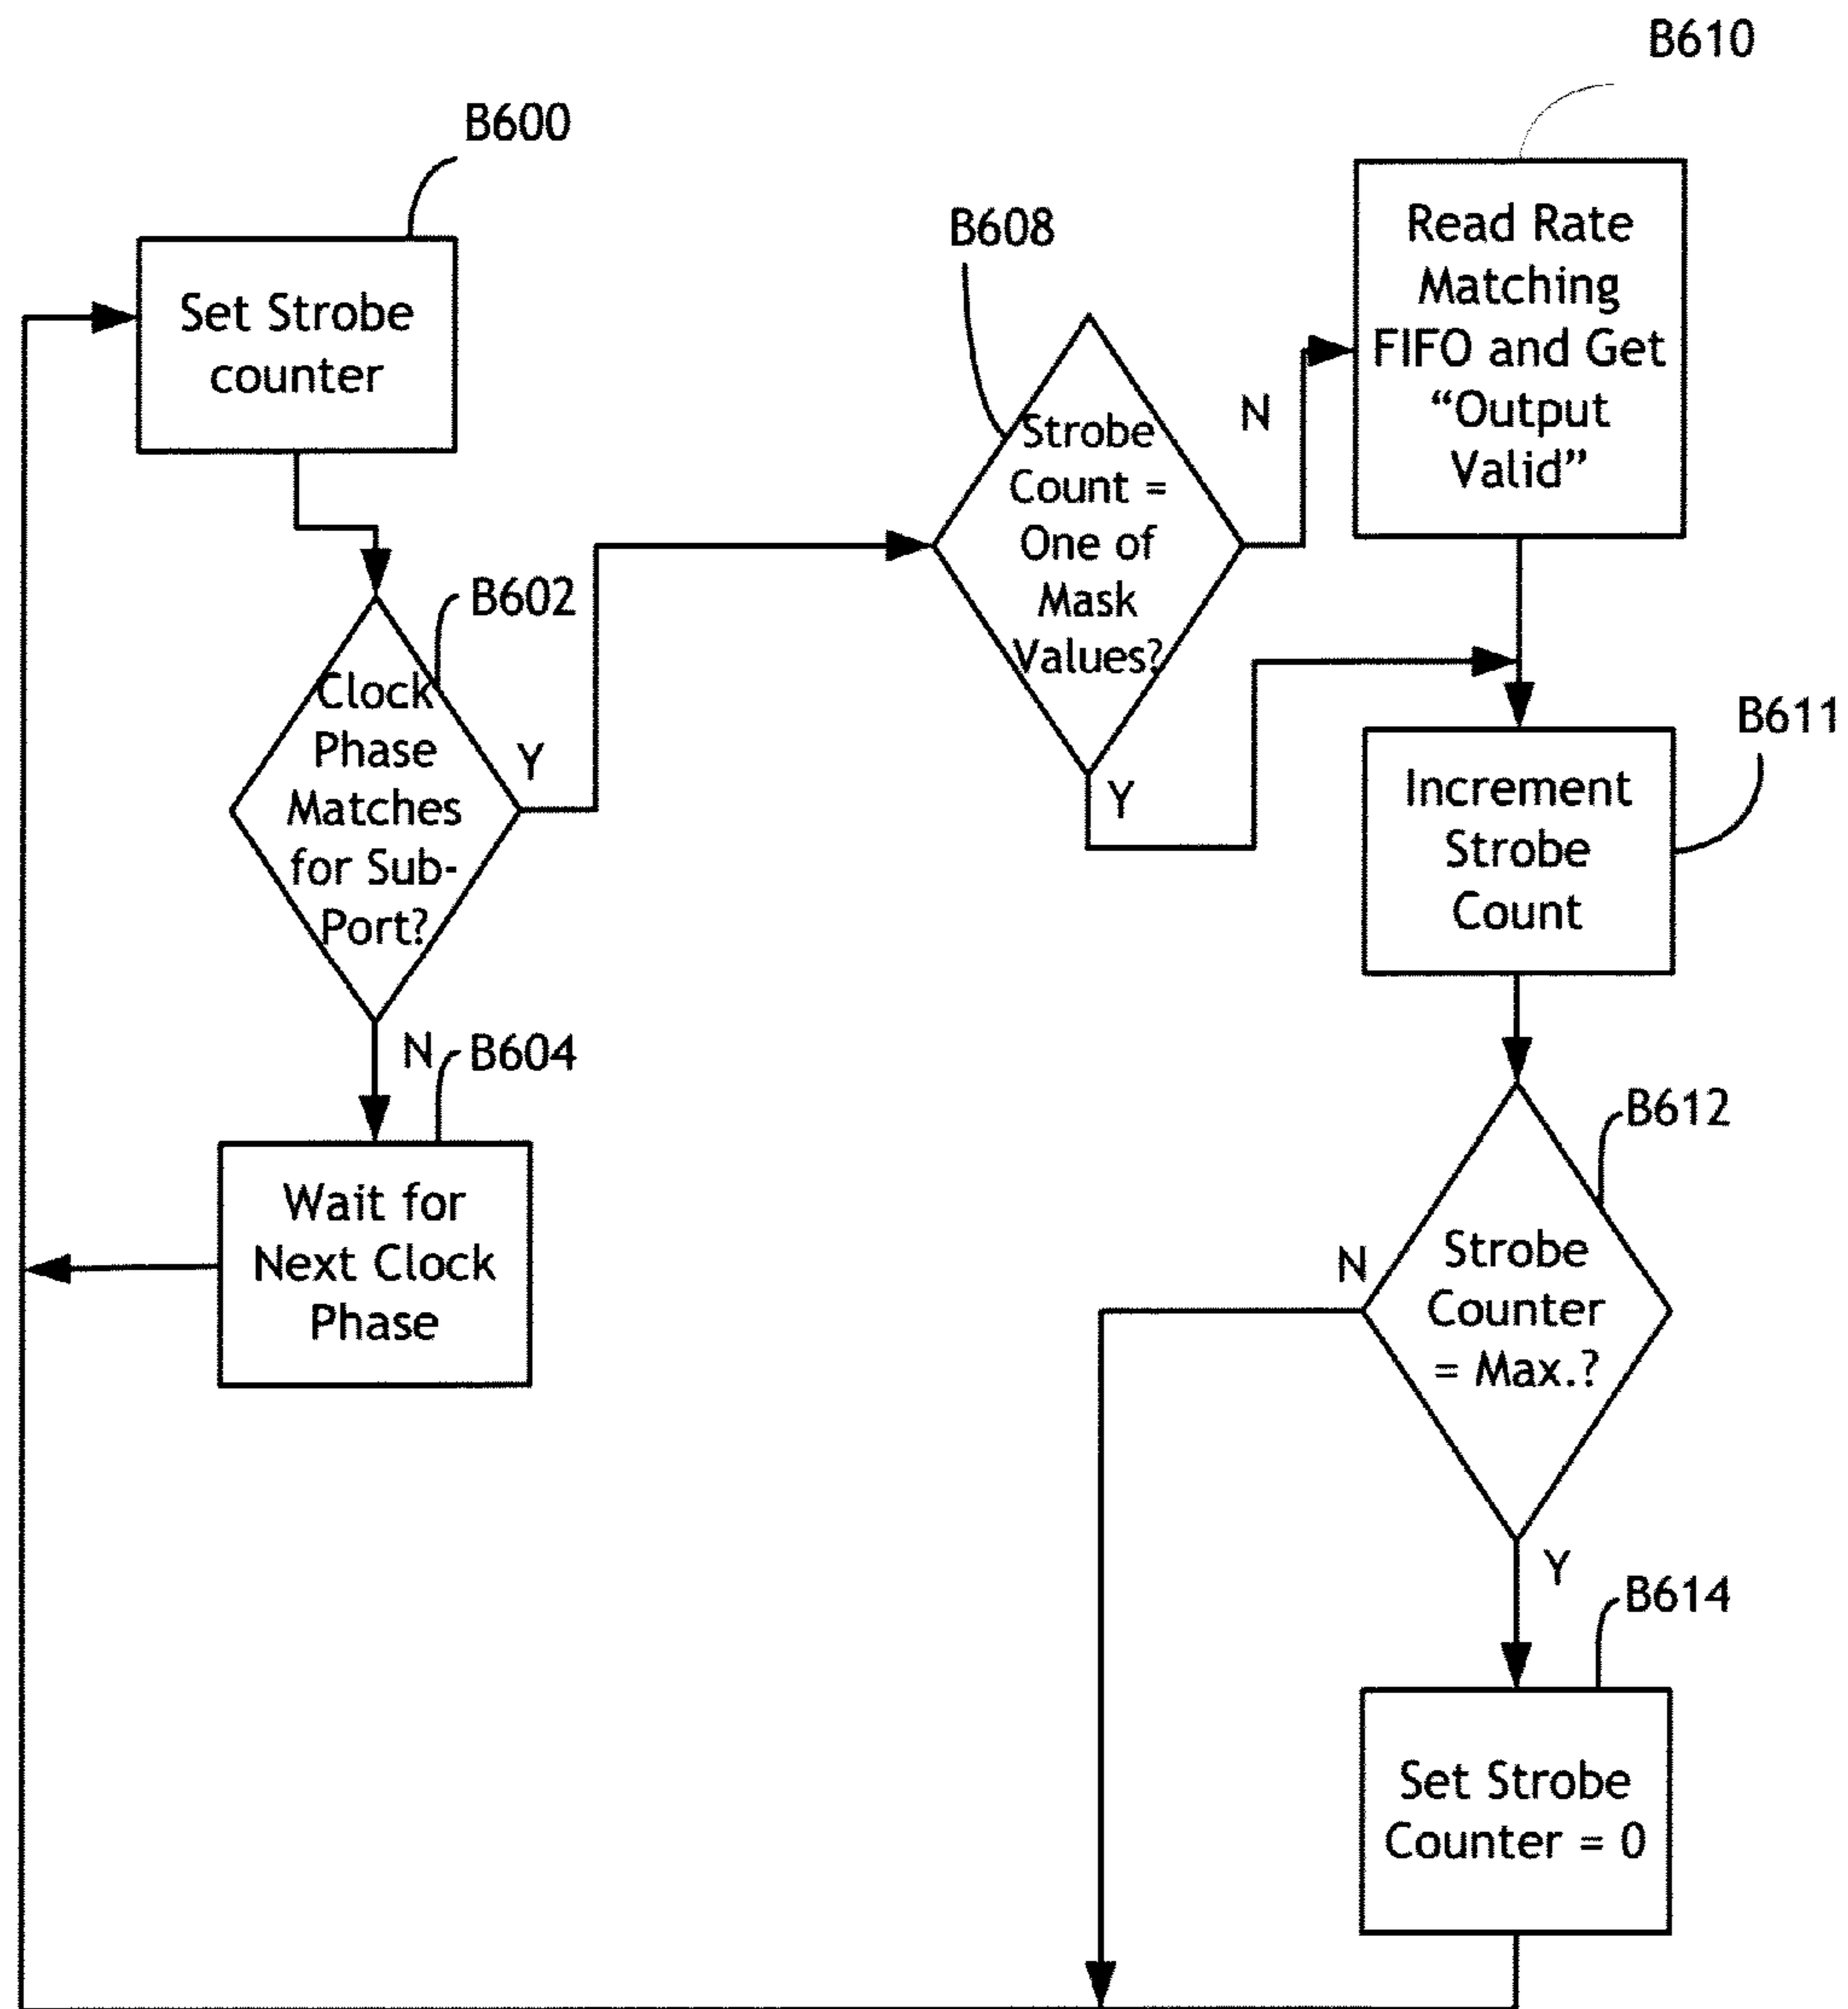 B600
Set Strobe
counter
B602
Clock
Phase
Matches
for Sub-
Port?
Y
N
B604
Wait for
Next Clock
Phase
B608
Strobe
Count =
One of
Mask
Values?
N
Y
B610
Read Rate
Matching
FIFO and Get
“Output
Valid”
B611
Increment
Strobe
Count
B612
Strobe
Counter
= Max.?
N
Y
B614
Set Strobe
Counter = 0